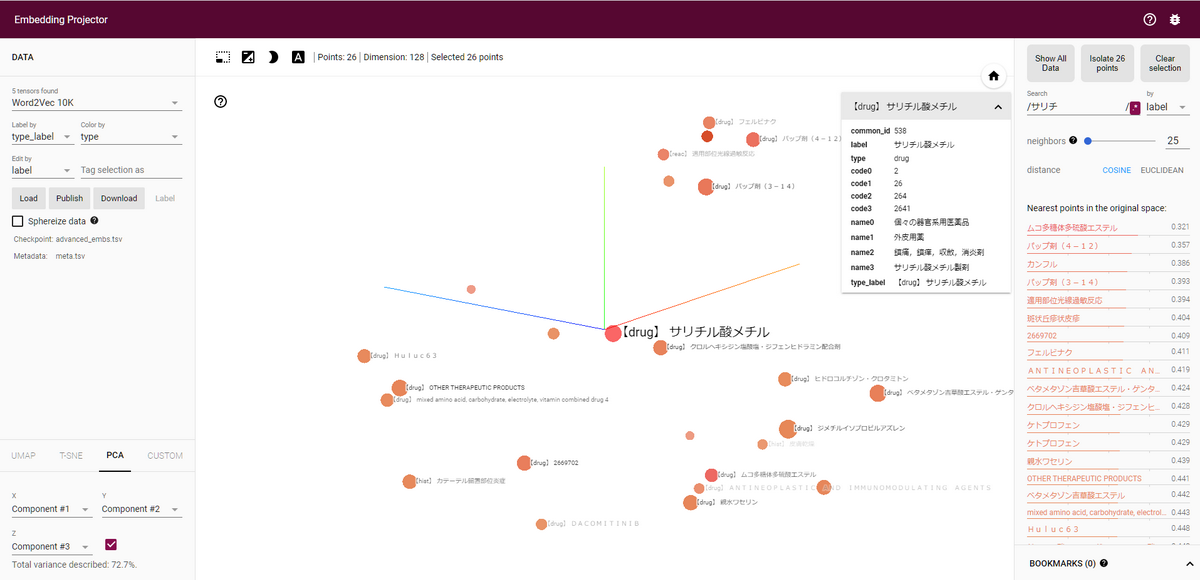 Embedding Projector
DATA
5 tensors found
Word2Vec 10K
Label by
Color by
type_label
type
Edit by
label
Tag selection as
Load
Publish
Download
Label
Sphereize data
Checkpoint: advanced_embs.tsv
Metadata: meta.tsv
UMAP
T-SNE
PCA
CUSTOM
X
Y
Component #1
Component #2
Z
Component #3
Total variance described: 72.7%.
A
Points: 26
Dimension: 128
Selected 26 points
【drug】 フェルビナク
【drug】 パップ剤（４－１２）
【reac】 適用部位光線過敏反応
【drug】 パップ剤（３－１４）
【drug】 サリチル酸メチル
【drug】 クロルヘキシジン塩酸塩・ジフェンヒドラミン配合剤
【drug】 Ｈｕｌｕｃ６３
【drug】 ヒドロコルチゾン・クロタミトン
【drug】 OTHER THERAPEUTIC PRODUCTS
【drug】 ベタメタゾン吉草酸エステル・ゲンタ
【drug】 mixed amino acid, carbohydrate, electrolyte, vitamin combined drug 4
【drug】 ジメチルイソプロピルアズレン
【drug】 2669702
【drug】 ムコ多糖体多硫酸エステル
【hist】 カテーテル留置部位炎症
【drug】 ＡＮＴＩＮＥＯＰＬＡＳＴＩＣ ＡＮＤ ＩＭＭＵＮＯＭＯＤＵＬＡＴＩＮＧ ＡＧＥＮＴＳ
【drug】 親水ワセリン
【drug】 ＤＡＣＯＭＩＴＩＮＩＢ
【drug】 サリチル酸メチル
common_id 538
label サリチル酸メチル
type drug
code0 2
code1 26
code2 264
code3 2641
name0 個々の器官系用医薬品
name1 外皮用薬
name2 鎮痛，鎮痒，収斂，消炎剤
name3 サリチル酸メチル製剤
type_label 【drug】 サリチル酸メチル
Show All Data
Isolate 26 points
Clear selection
Search
by
/サリチ
/
.*
label
neighbors
25
distance
COSINE
EUCLIDEAN
Nearest points in the original space:
ムコ多糖体多硫酸エステル 0.321
パップ剤（４－１２） 0.357
カンフル 0.386
パップ剤（３－１４） 0.393
適用部位光線過敏反応 0.394
斑状丘疹状皮疹 0.404
2669702 0.409
フェルビナク 0.411
ＡＮＴＩＮＥＯＰＬＡＳＴＩＣ ＡＮ... 0.419
ベタメタゾン吉草酸エステル・ゲンタ... 0.424
クロルヘキシジン塩酸塩・ジフェンヒ... 0.428
ケトプロフェン 0.429
ケトプロフェン 0.429
親水ワセリン 0.439
OTHER THERAPEUTIC PRODUCTS 0.441
ベタメタゾン吉草酸エステル 0.442
mixed amino acid, carbohydrate, electrol... 0.443
Ｈｕｌｕｃ６３ 0.448
BOOKMARKS (0)